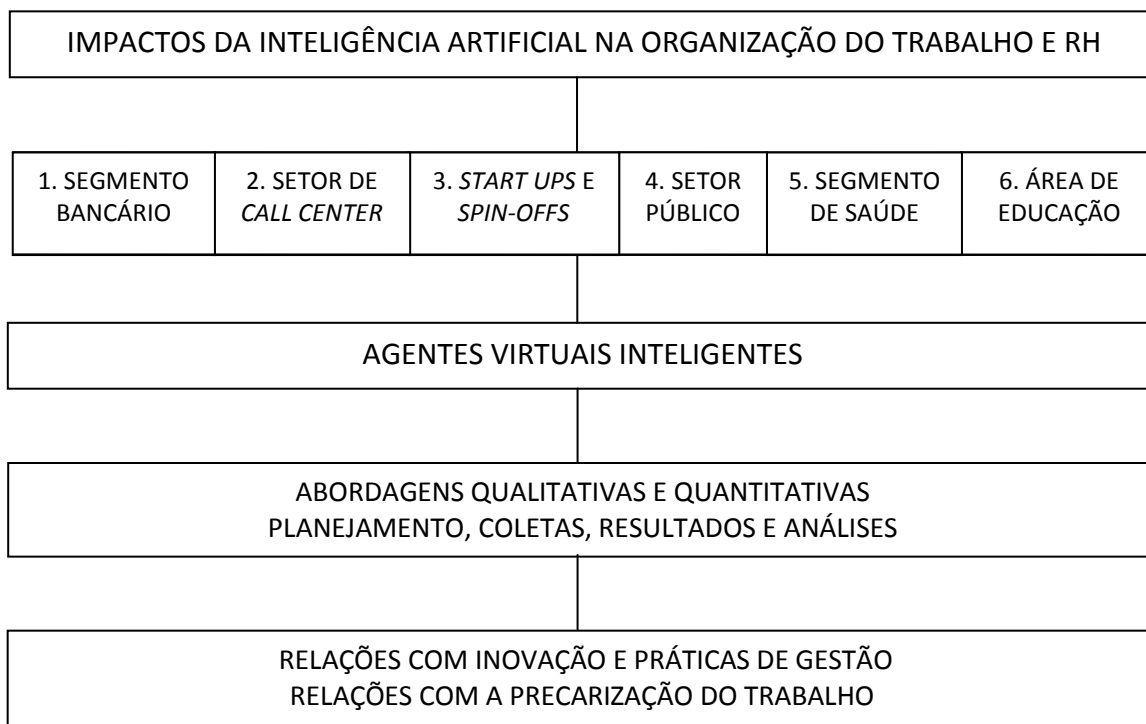 IMPACTOS DA INTELIGÊNCIA ARTIFICIAL NA ORGANIZAÇÃO DO TRABALHO E RH
1. SEGMENTO
BANCÁRIO
2. SETOR DE
CALL CENTER
3. START UPS E
SPIN-OFFS
4. SETOR
PÚBLICO
5. SEGMENTO
DE SAÚDE
6. ÁREA DE
EDUCAÇÃO
AGENTES VIRTUAIS INTELIGENTES
ABORDAGENS QUALITATIVAS E QUANTITATIVAS
PLANEJAMENTO, COLETAS, RESULTADOS E ANÁLISES
RELAÇÕES COM INOVAÇÃO E PRÁTICAS DE GESTÃO
RELAÇÕES COM A PRECARIZAÇÃO DO TRABALHO